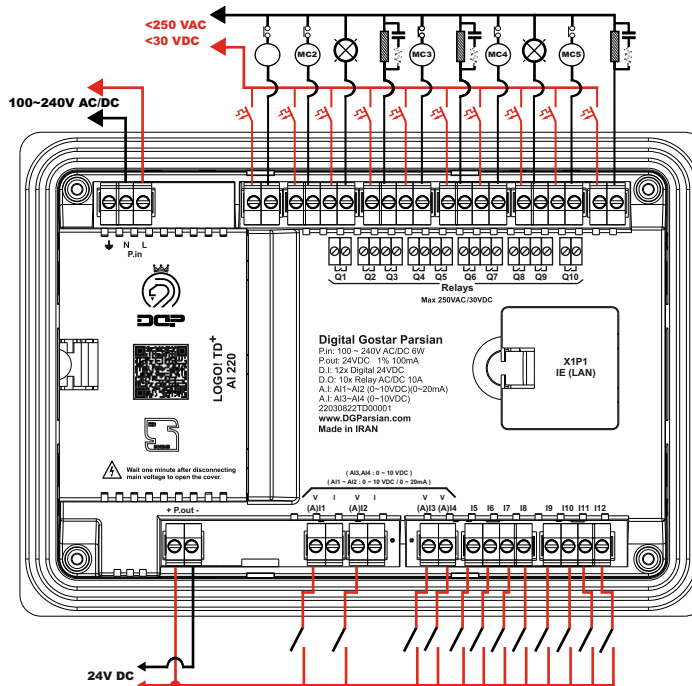 <250 VAC
<30 VDC
MC2
MC3
MC4
MC5
100~240V AC/DC
N L
P.in
Q1 Q2 Q3 Q4 Q5 Q6 Q7 Q8 Q9 Q10
Relays
Max 250VAC/30VDC
DGP
LOGO! TD+
AI 220
Digital Gostar Parsian
P.in: 100 ~ 240V AC/DC 6W
P.out: 24VDC 1% 100mA
D.I: 12x Digital 24VDC
D.O: 10x Relay AC/DC 10A
A.I: AI1~AI2 (0~10VDC)(0~20mA)
A.I: AI3~AI4 (0~10VDC)
22030822TD00001
www.DGParsian.com
Made in IRAN
X1P1
IE (LAN)
Wait one minute after disconnecting
main voltage to open the cover.
( AI3,AI4 : 0 ~ 10 VDC )
( AI1 ~ AI2 : 0 ~ 10 VDC / 0 ~ 20mA )
V I V I V V
+ P.out - (A)I1 (A)I2 (A)I3 (A)I4 I5 I6 I7 I8 I9 I10 I11 I12
24V DC